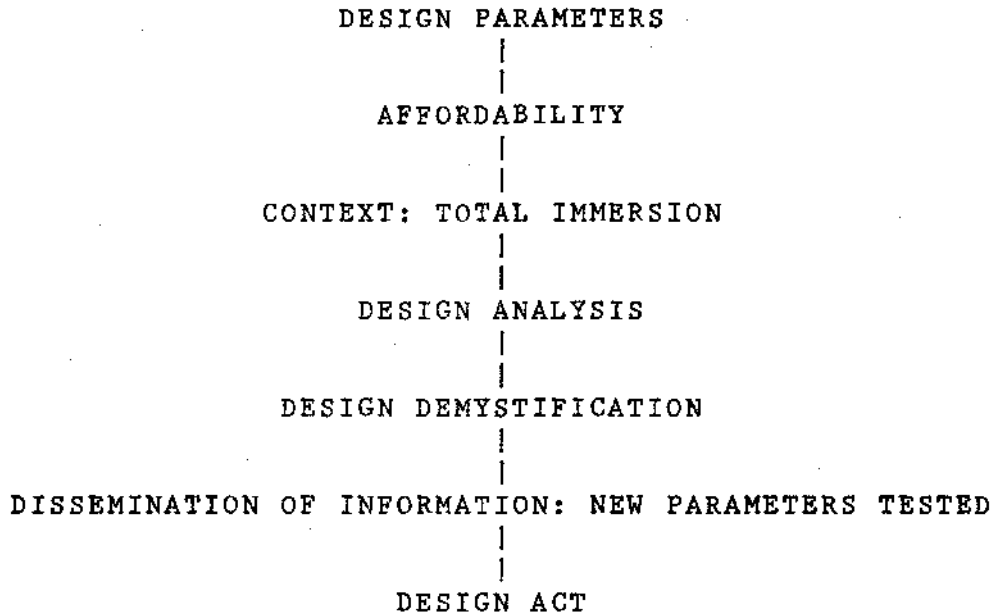 DESIGN PARAMETERS
AFFORDABILITY
CONTEXT: TOTAL IMMERSION
DESIGN ANALYSIS
DESIGN DEMYSTIFICATION
DISSEMINATION OF INFORMATION: NEW PARAMETERS TESTED
DESIGN ACT